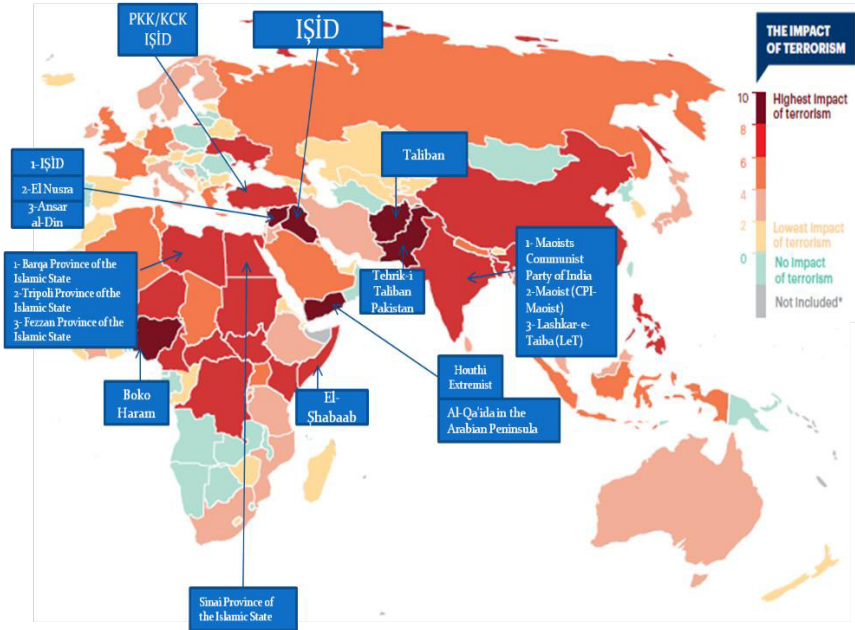 PKK/KCK
IŞİD
IŞİD
THE IMPACT
OF TERRORISM
10
Highest impact
of terrorism
8
6
4
2
Lowest impact
of terrorism
0
No impact
of terrorism
Not included*
1-IŞİD
2-El Nusra
3-Ansar
al-Din
Taliban
1- Barqa Province of the
Islamic State
2-Tripoli Province of the
Islamic State
3- Fezzan Province of the
Islamic State
Tehrik-i
Taliban
Pakistan
1- Maoists
Communist
Party of India
2-Maoist (CPI-
Maoist)
3- Lashkar-e-
Taiba (LeT)
Boko
Haram
El-
Şhabaab
Houthi
Extremist
Al-Qa'ida in the
Arabian Peninsula
Sinai Province of
the Islamic State